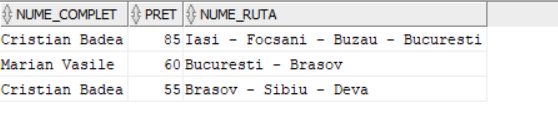 NUME_COMPLET PRET NUME_RUTA
Cristian Badea 85 Iasi - Focsani - Buzau - Bucuresti
Marian Vasile 60 Bucuresti - Brasov
Cristian Badea 55 Brasov - Sibiu - Deva